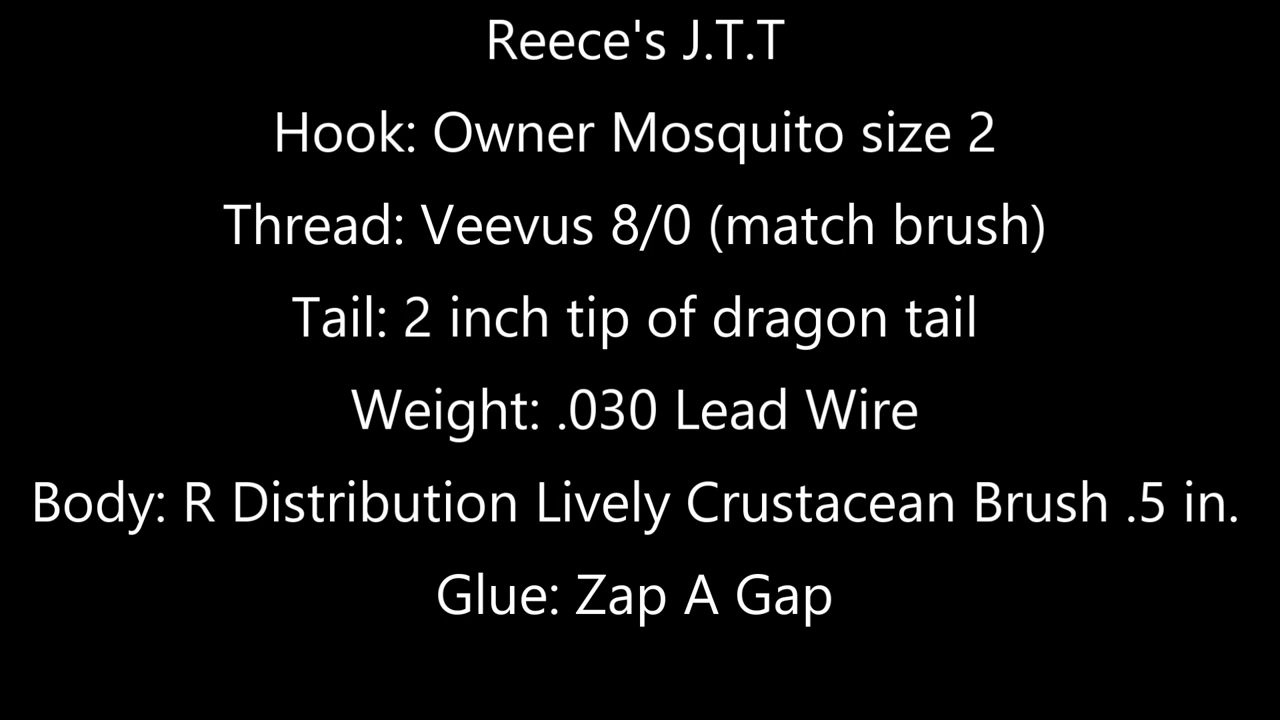 Reece's J.T.T
Hook: Owner Mosquito size 2
Thread: Veevus 8/0 (match brush)
Tail: 2 inch tip of dragon tail
Weight: .030 Lead Wire
Body: R Distribution Lively Crustacean Brush .5 in.
Glue: Zap A Gap